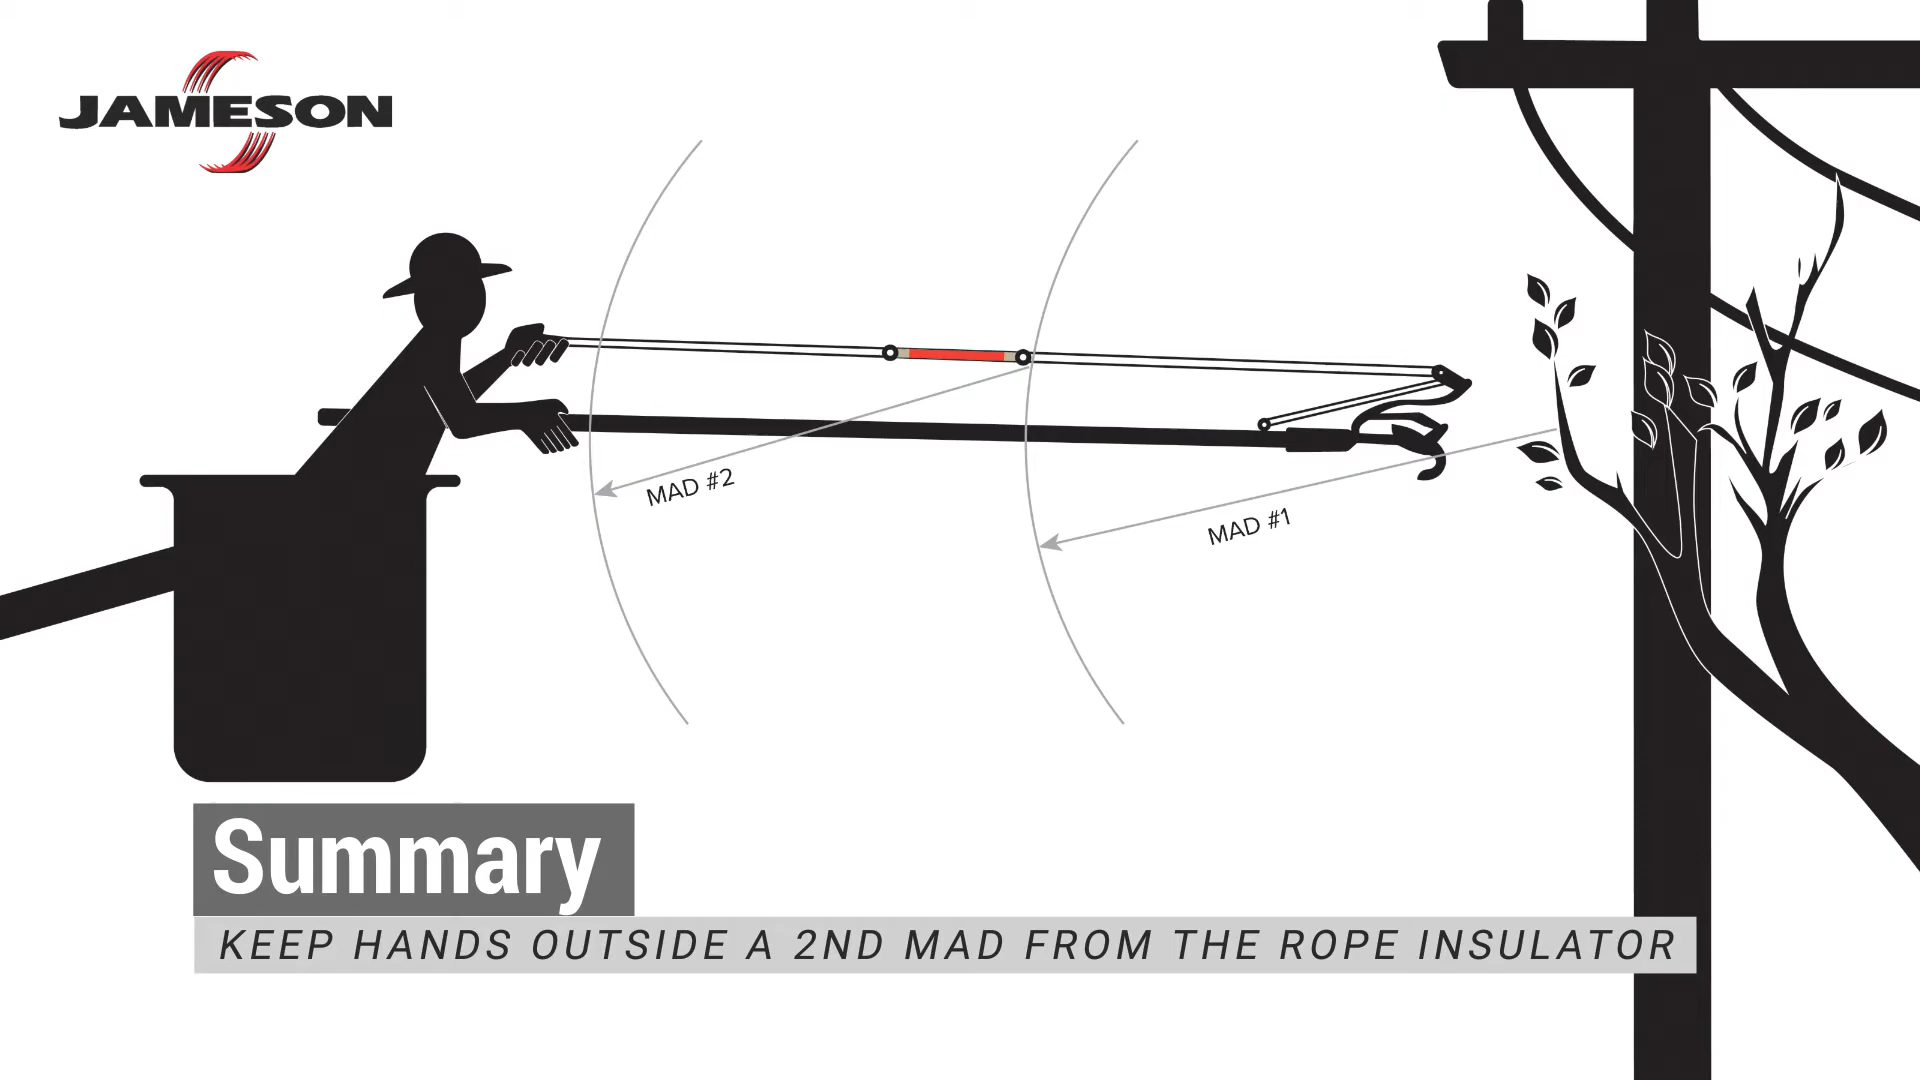 JAMESON
MAD #2
MAD #1
Summary
KEEP HANDS OUTSIDE A 2ND MAD FROM THE ROPE INSULATOR